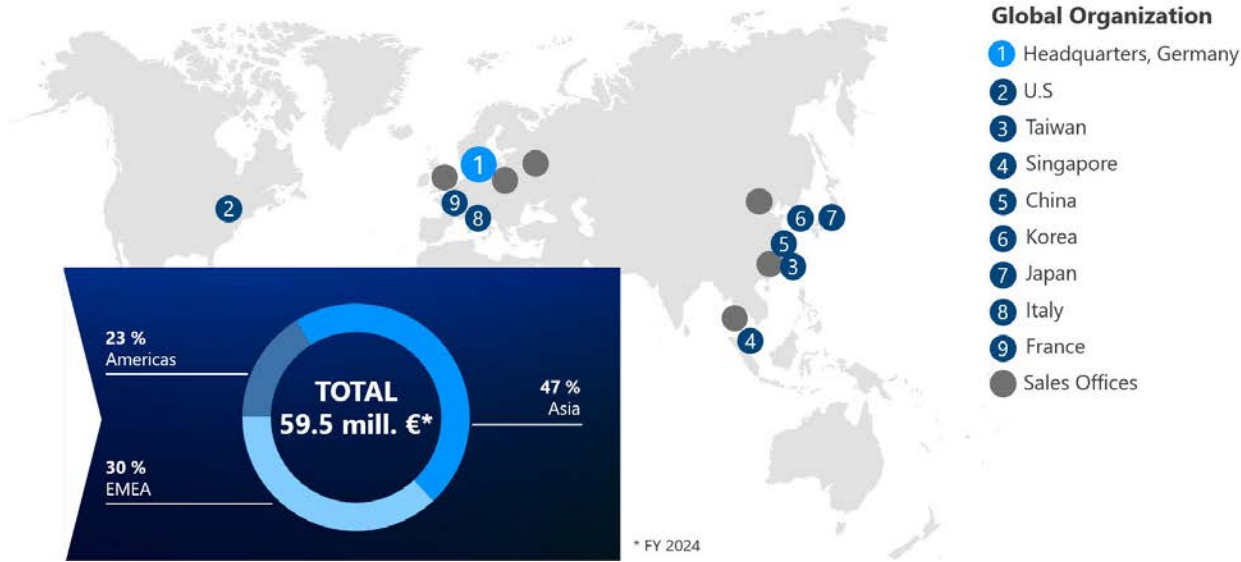 Global Organization
1 Headquarters, Germany
2 U.S
3 Taiwan
4 Singapore
5 China
6 Korea
7 Japan
8 Italy
9 France
Sales Offices
1
2
9
8
6
7
5
3
4
23 %
Americas
30 %
EMEA
TOTAL
59.5 mill. €*
47 %
Asia
* FY 2024